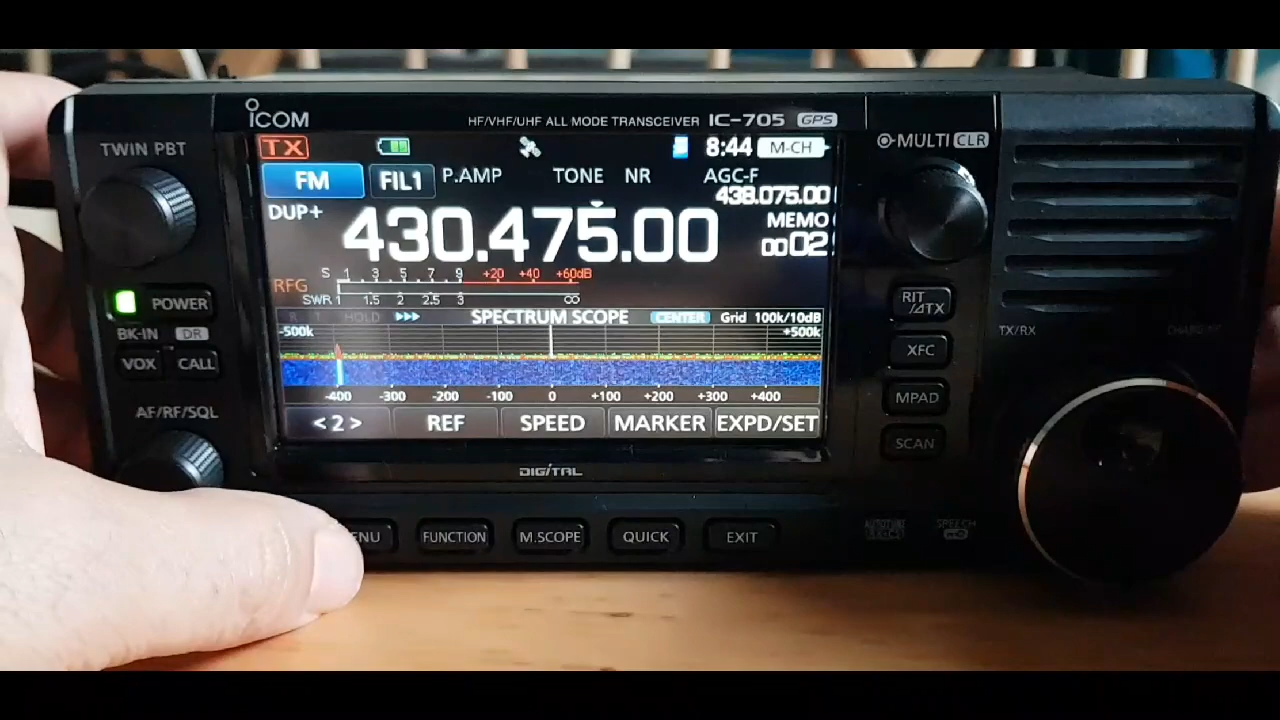 ICOM
HF/VHF/UHF ALL MODE TRANSCEIVER IC-705 GPS
TWIN PBT
MULTI CLR
TX 8:44 M-CH
FM FIL1 P.AMP TONE NR AGC-F
438.075.00
DUP+ 430.475.00 MEMO
0002
S 1 3 5 7 9 +20 +40 +60dB
RFG
SWR 1 1.5 2 2.5 3 ∞
HOLD SPECTRUM SCOPE CENTER Grid 100k/10dB
-500k +500k
-400 -300 -200 -100 0 +100 +200 +300 +400
<2> REF SPEED MARKER EXPD/SET
POWER
BK-IN DR
VOX CALL
AF/RF/SQL
RIT
/ΔTX
TX/RX
XFC
MPAD
SCAN
DIGITAL
ENU FUNCTION M.SCOPE QUICK EXIT
SPEECH